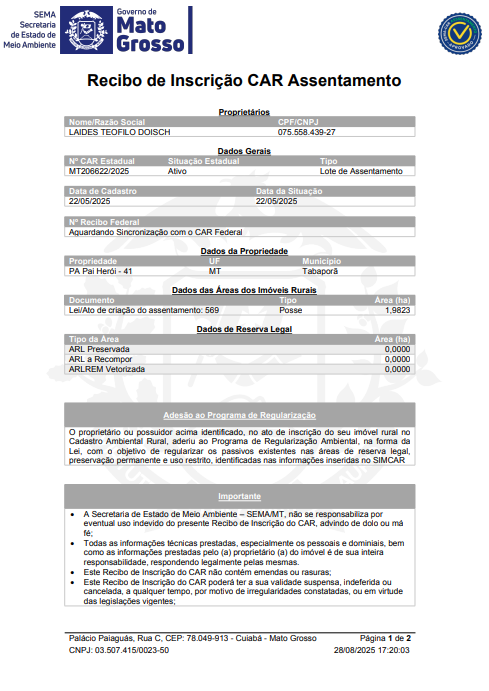 SEMA
Secretaria
de Estado de
Meio Ambiente
Governo de
Mato
Grosso
APROVADO
Recibo de Inscrição CAR Assentamento
Proprietários
Nome/Razão Social CPF/CNPJ
LAIDES TEOFILO DOISCH 075.558.439-27
Dados Gerais
Nº CAR Estadual Situação Estadual Tipo
MT206622/2025 Ativo Lote de Assentamento
Data de Cadastro Data da Situação
22/05/2025 22/05/2025
Nº Recibo Federal
Aguardando Sincronização com o CAR Federal
Dados da Propriedade
Propriedade UF Município
PA Pai Herói - 41 MT Tabaporã
Dados das Áreas dos Imóveis Rurais
Documento Tipo Área (ha)
Lei/Ato de criação do assentamento: 569 Posse 1,9823
Dados de Reserva Legal
Tipo da Área Área (ha)
ARL Preservada 0,0000
ARL a Recompor 0,0000
ARLREM Vetorizada 0,0000
Adesão ao Programa de Regularização
O proprietário ou possuidor acima identificado, no ato de inscrição do seu imóvel rural no
Cadastro Ambiental Rural, aderiu ao Programa de Regularização Ambiental, na forma da
Lei, com o objetivo de regularizar os passivos existentes nas áreas de reserva legal,
preservação permanente e uso restrito, identificadas nas informações inseridas no SIMCAR
Importante
• A Secretaria de Estado de Meio Ambiente – SEMA/MT, não se responsabiliza por
eventual uso indevido do presente Recibo de Inscrição do CAR, advindo de dolo ou má
fé;
• Todas as informações técnicas prestadas, especialmente os pessoais e dominiais, bem
como as informações prestadas pelo (a) proprietário (a) do imóvel é de sua inteira
responsabilidade, respondendo legalmente pelas mesmas.
• Este Recibo de Inscrição do CAR não contém emendas ou rasuras;
• Este Recibo de Inscrição do CAR poderá ter a sua validade suspensa, indeferida ou
cancelada, a qualquer tempo, por motivo de irregularidades constatadas, ou em virtude
das legislações vigentes;
Palácio Paiaguás, Rua C, CEP: 78.049-913 - Cuiabá - Mato Grosso Página 1 de 2
CNPJ: 03.507.415/0023-50 28/08/2025 17:20:03